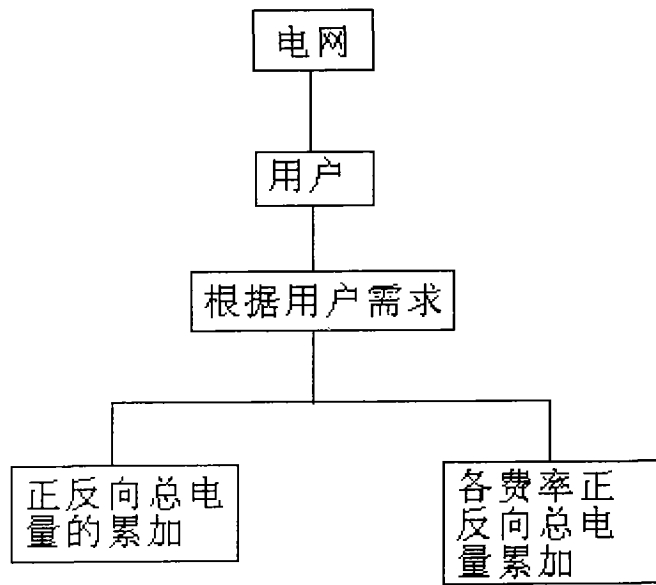 电网
用户
根据用户需求
正反向总电
量的累加
各费率正
反向总电
量累加